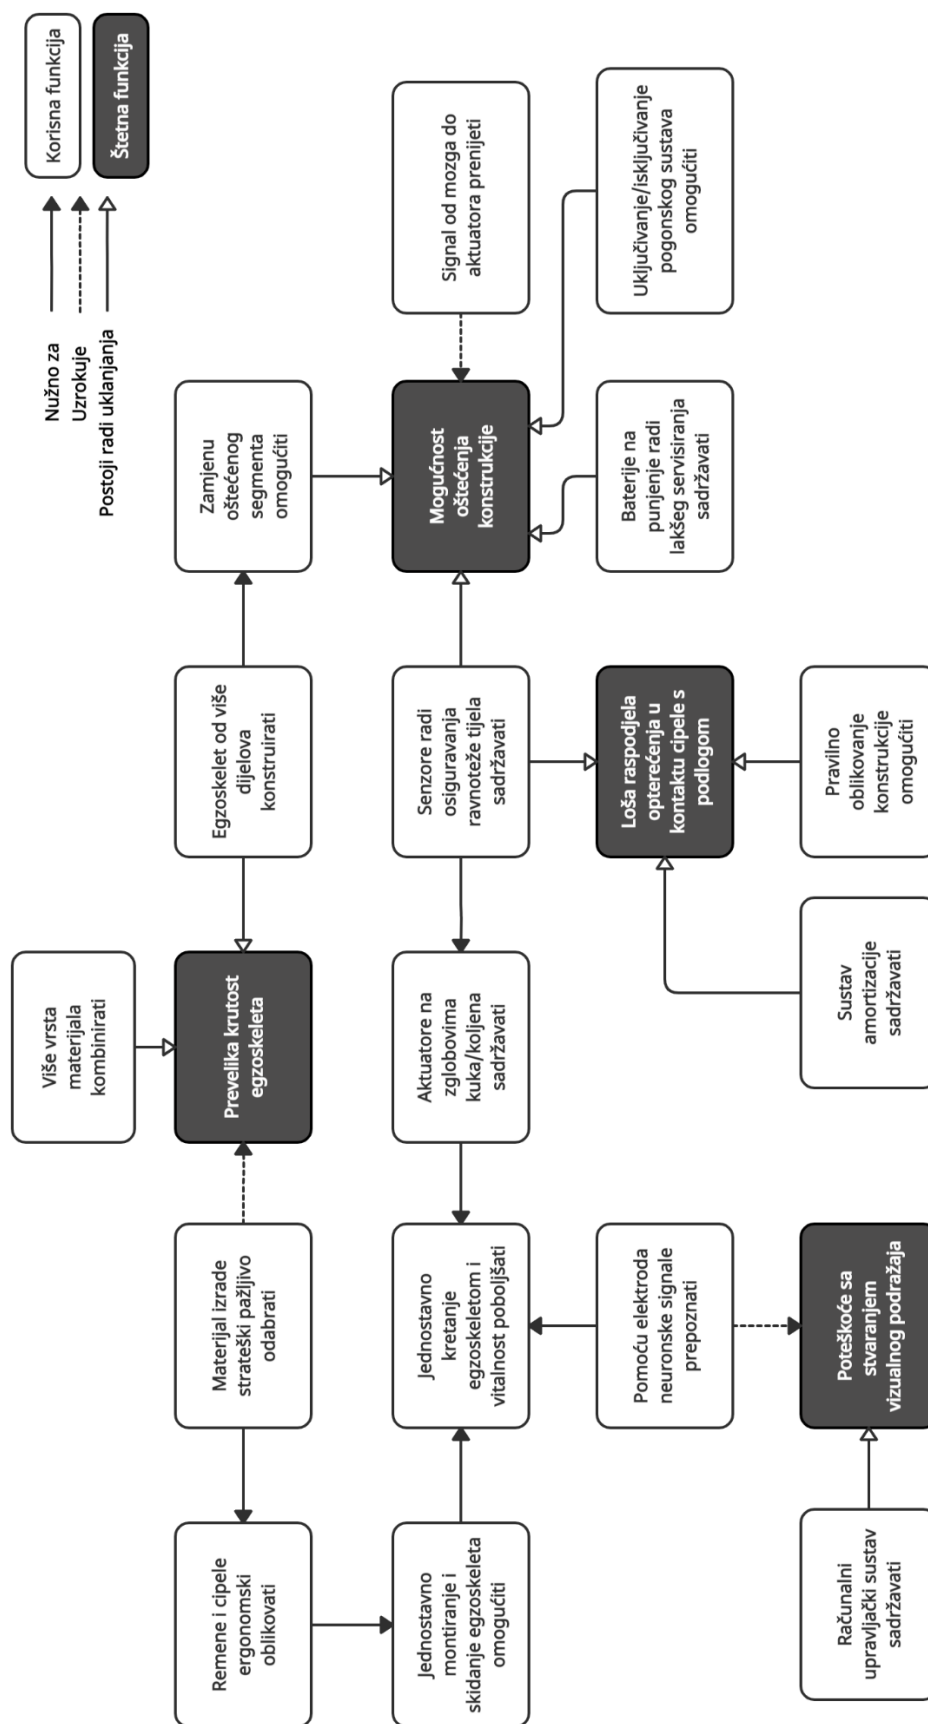 Nužno za
Uzrokuje
Postoji radi uklanjanja
Korisna funkcija
Štetna funkcija
Više vrsta
materijala
kombinirati
Remene i cipele
ergonomski
oblikovati
Materijal izrade
strateški pažljivo
odabrati
Prevelika krutost
egzoskeleta
Egzoskelet od više
dijelova
konstruirati
Zamjenu
oštećenog
segmenta
omogućiti
Jednostavno
montiranje i
skidanje egzoskeleta
omogućiti
Jednostavno
kretanje
egzoskeletom i
vitalnost poboljšati
Aktuatore na
zglobovima
kuka/koljena
sadržavati
Senzore radi
osiguravanja
ravnoteže tijela
sadržavati
Mogućnost
oštećenja
konstrukcije
Signal od mozga do
aktuatora prenijeti
Pomoću elektroda
neuronske signale
prepoznati
Loša raspodjela
opterećenja u
kontaktu cipele s
podlogom
Baterije na
punjenje radi
lakšeg servisiranja
sadržavati
Uključivanje/isključivanje
pogonskog sustava
omogućiti
Računalni
upravljački sustav
sadržavati
Poteškoće sa
stvaranjem
vizualnog podražaja
Sustav
amortizacije
sadržavati
Pravilno
oblikovanje
konstrukcije
omogućiti